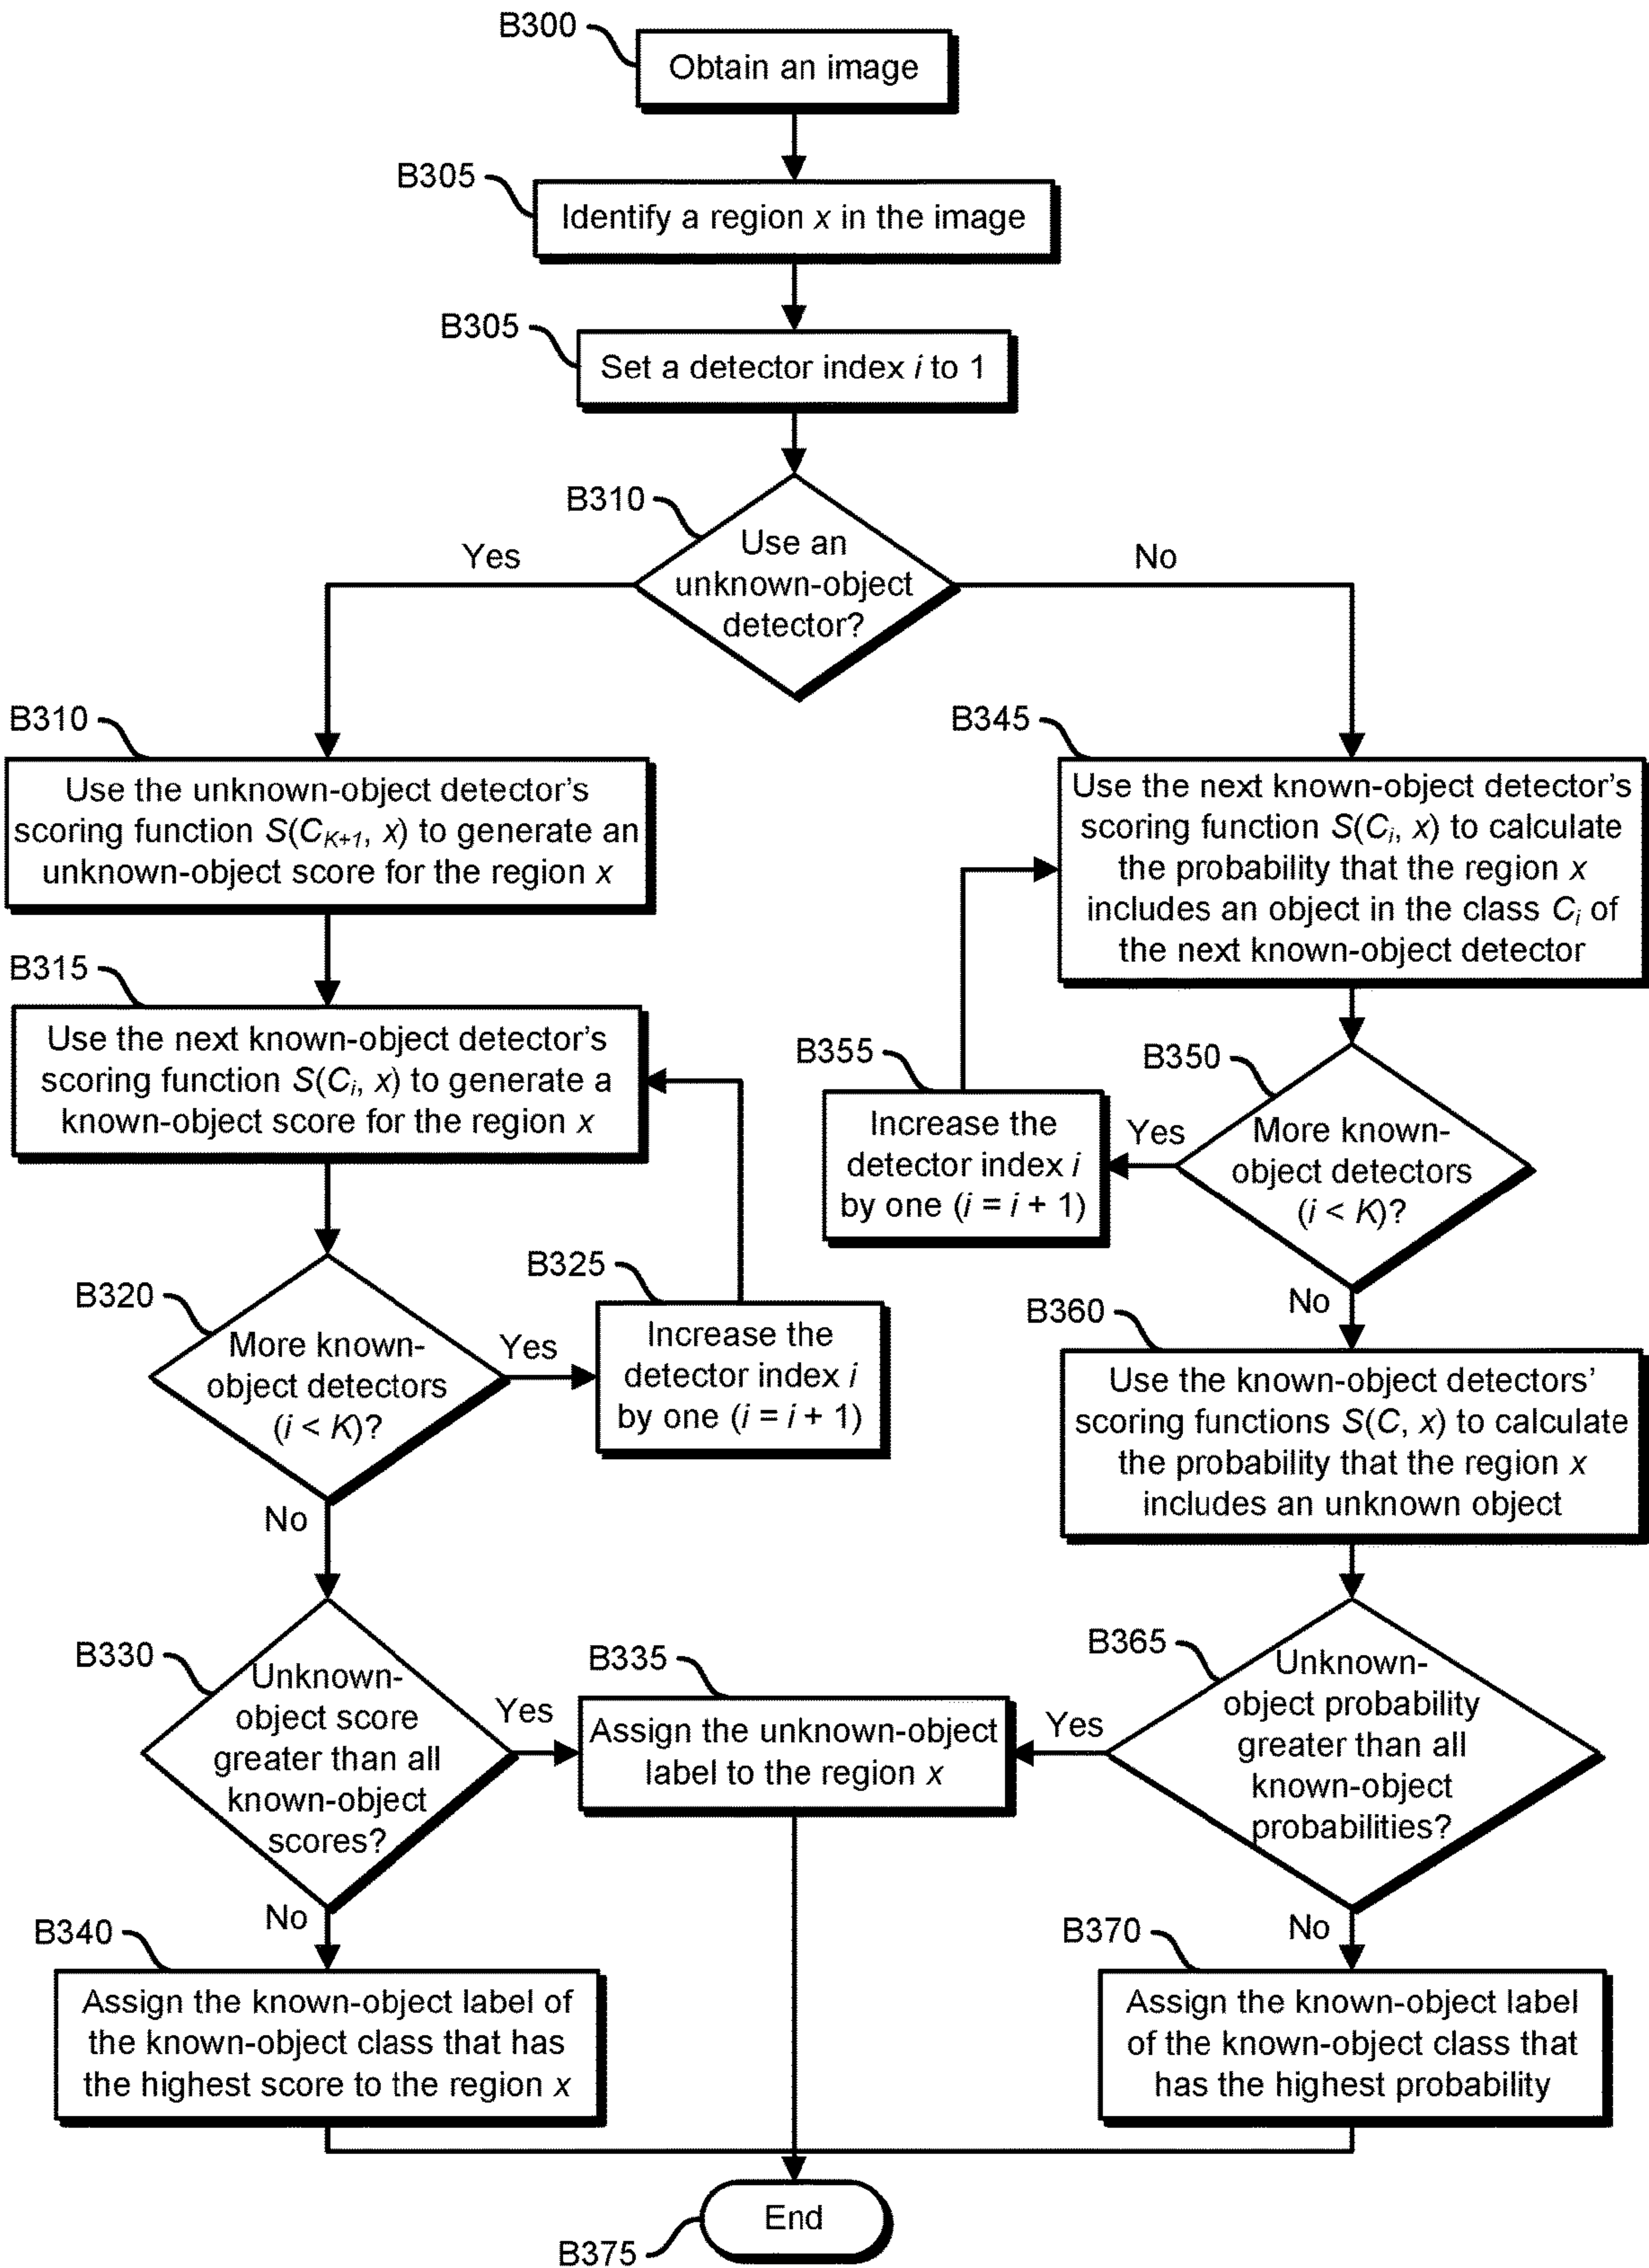 B300
Obtain an image
B305
Identify a region x in the image
B305
Set a detector index i to 1
B310
Use an
unknown-object
detector?
Yes
No
B310
Use the unknown-object detector's
scoring function S(C_{K+1}, x) to generate an
unknown-object score for the region x
B315
Use the next known-object detector's
scoring function S(C_i, x) to generate a
known-object score for the region x
B320
More known-
object detectors
(i < K)?
Yes
B325
Increase the
detector index i
by one (i = i + 1)
No
B330
Unknown-
object score
greater than all
known-object
scores?
Yes
B335
Assign the unknown-object
label to the region x
No
B340
Assign the known-object label of
the known-object class that has
the highest score to the region x
B345
Use the next known-object detector's
scoring function S(C_i, x) to calculate
the probability that the region x
includes an object in the class C_i of
the next known-object detector
B350
More known-
object detectors
(i < K)?
Yes
B355
Increase the
detector index i
by one (i = i + 1)
No
B360
Use the known-object detectors'
scoring functions S(C, x) to calculate
the probability that the region x
includes an unknown object
B365
Unknown-
object probability
greater than all
known-object
probabilities?
Yes
No
B370
Assign the known-object label
of the known-object class that
has the highest probability
End
B375